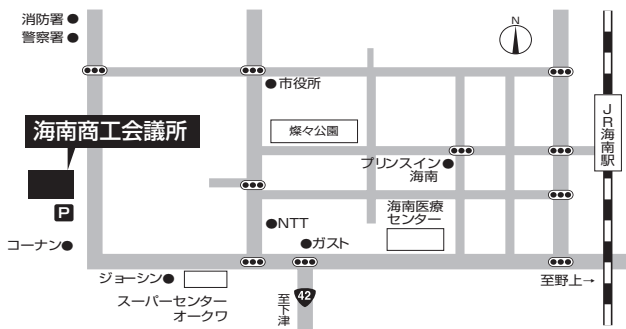 消防署
警察署
N
市役所
海南商工会議所
燦々公園
JR海南駅
プリンスイン
海南
P
海南医療
センター
NTT
コーナン
ガスト
ジョーシン
至野上→
スーパーセンター
オークワ
至下津
42